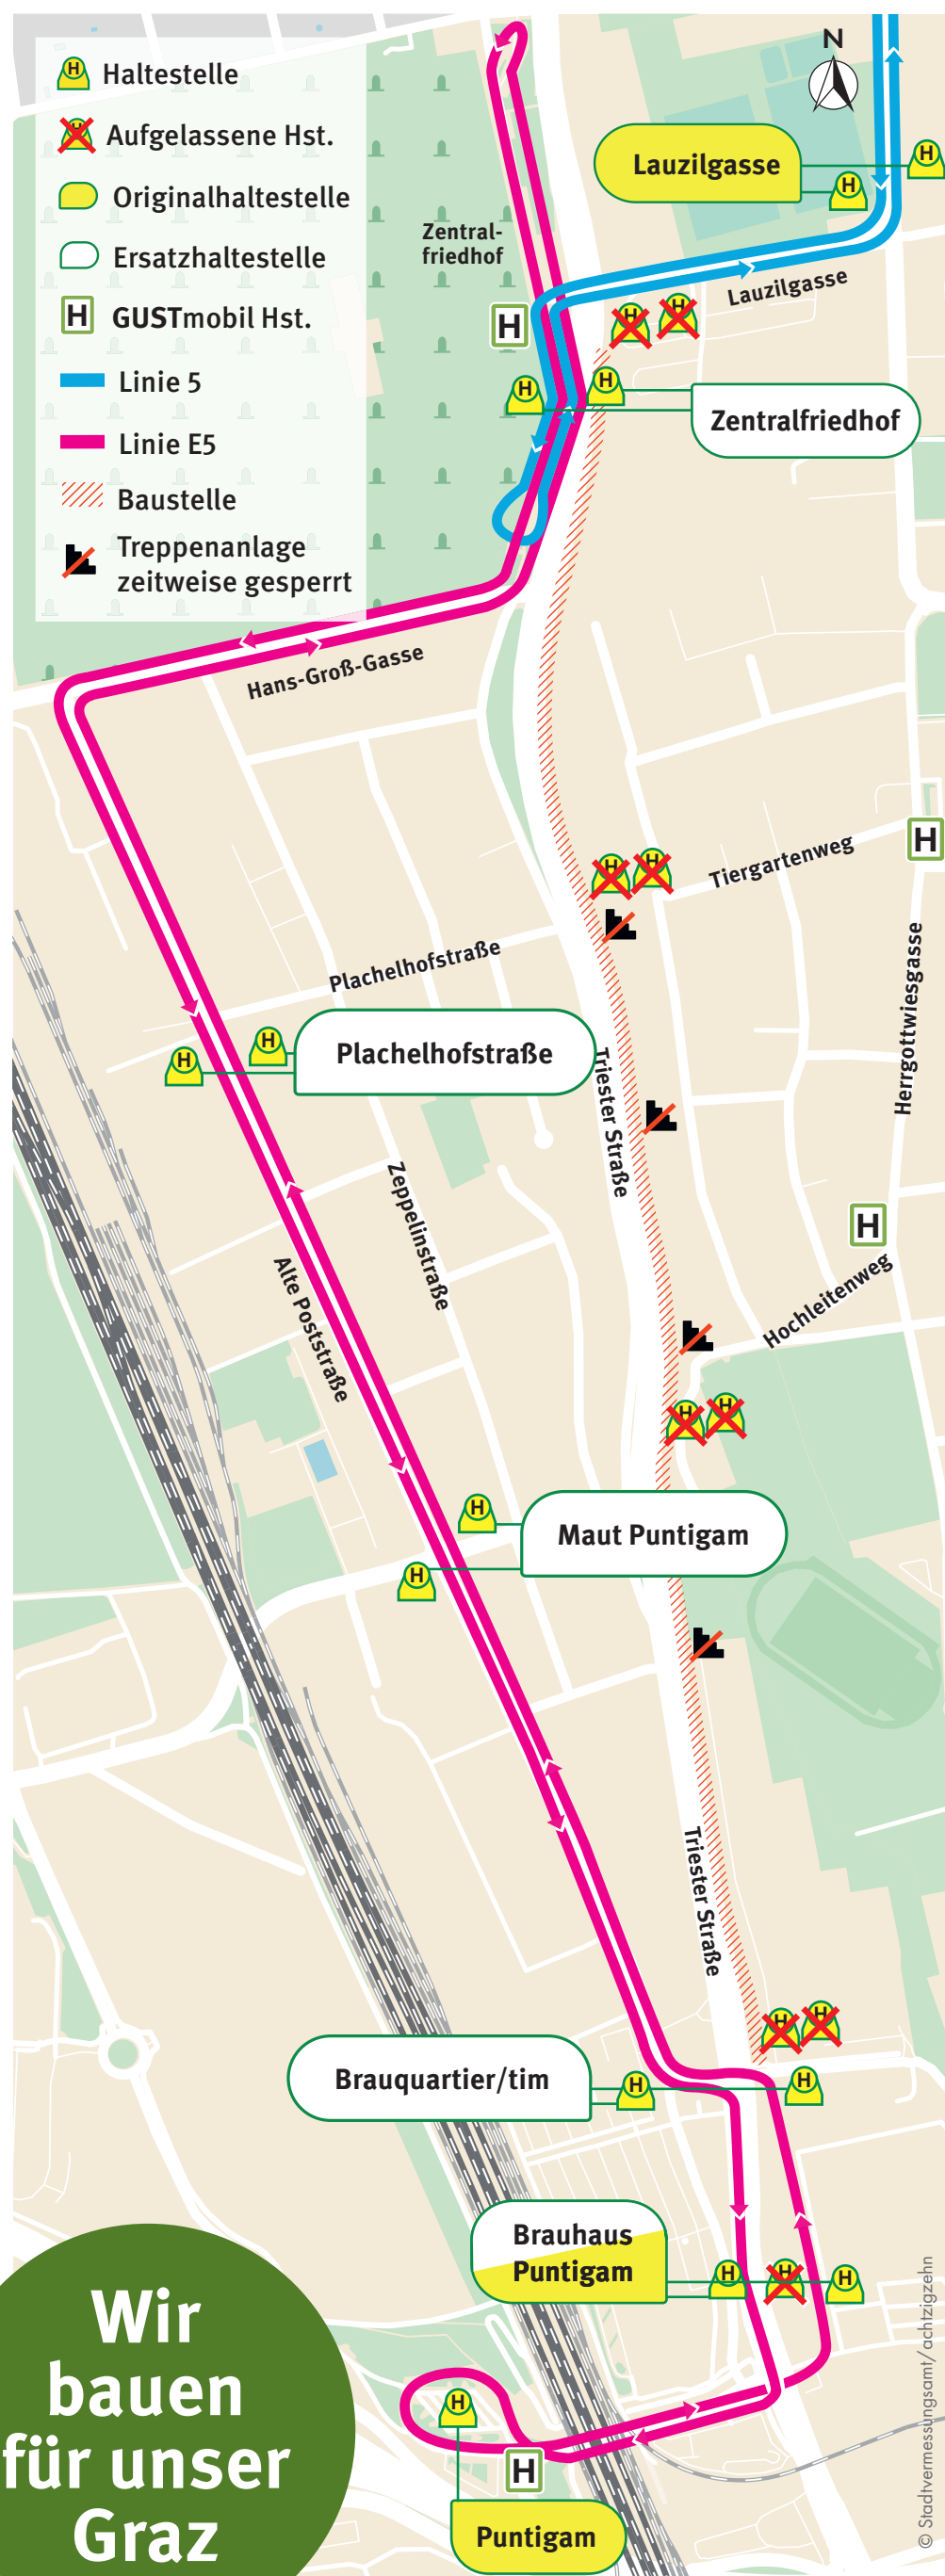 N
H Haltestelle
H Aufgelassene Hst.
Originalhaltestelle
Ersatzhaltestelle
H GUSTmobil Hst.
Linie 5
Linie E5
Baustelle
Treppenanlage
zeitweise gesperrt
Lauzilgasse
H
H
Zentral-
friedhof
Lauzilgasse
H
H
H
H
H
Zentralfriedhof
Hans-Groß-Gasse
H
H
H
Tiergartenweg
Plachelhofstraße
Herrgottwiesgasse
H
H
Plachelhofstraße
Triester Straße
Zeppelinstraße
H
Alte Poststraße
Hochleitenweg
H
H
H
Maut Puntigam
H
Triester Straße
H
H
Brauquartier/tim
H
H
Brauhaus
Puntigam
H
H
H
Wir
bauen
für unser
Graz
H
H
Puntigam
© Stadtvermessungsamt/achtzigzehn